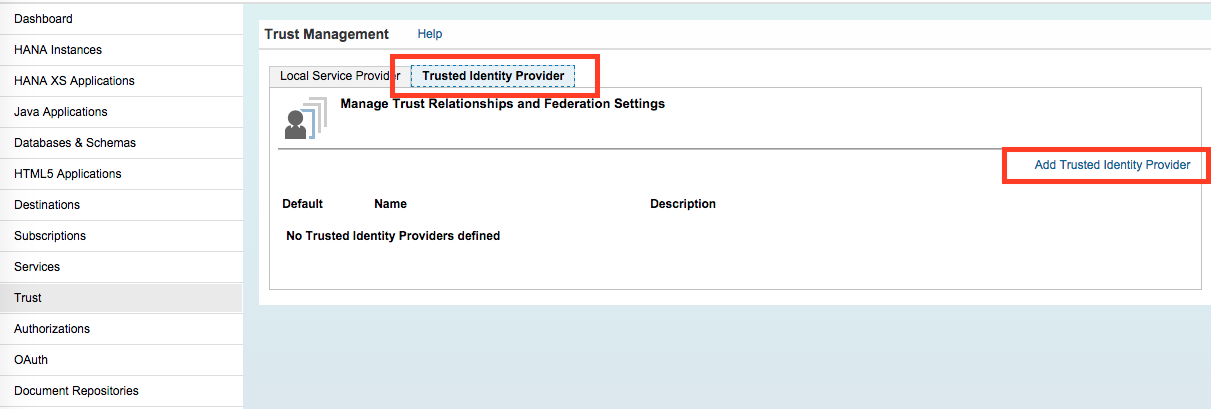 Dashboard
HANA Instances
HANA XS Applications
Java Applications
Databases & Schemas
HTML5 Applications
Destinations
Subscriptions
Services
Trust
Authorizations
OAuth
Document Repositories
Trust Management Help
Local Service Provider Trusted Identity Provider
Manage Trust Relationships and Federation Settings
Add Trusted Identity Provider
Default Name Description
No Trusted Identity Providers defined